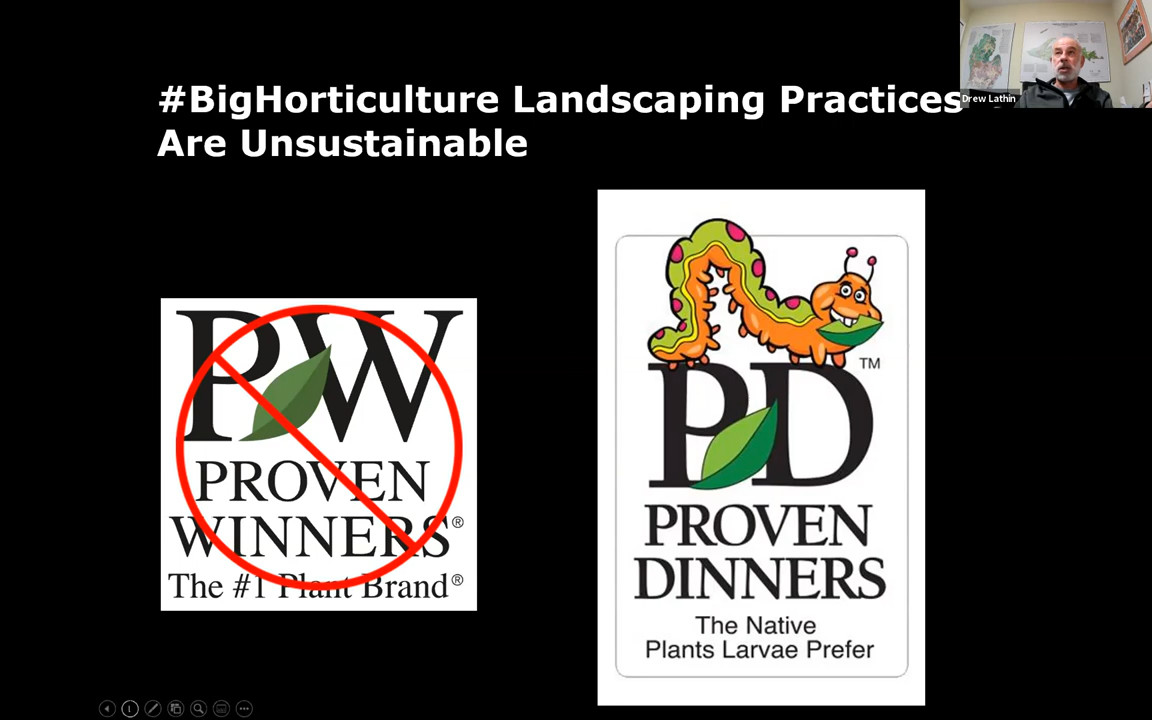 #BigHorticulture Landscaping Practices
Are Unsustainable
Drew Lathin
PW
PROVEN
WINNERS®
The #1 Plant Brand®
PD™
PROVEN
DINNERS
The Native
Plants Larvae Prefer